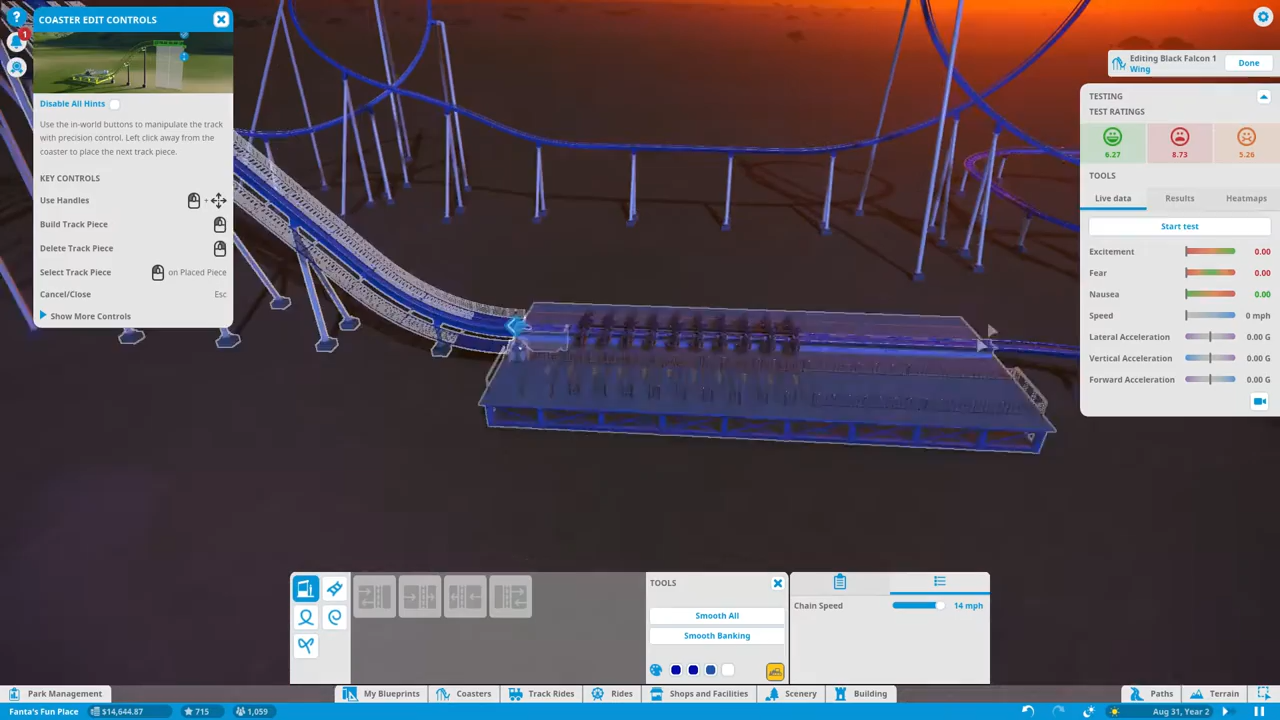 COASTER EDIT CONTROLS
Disable All Hints
Use the in-world buttons to manipulate the track
with precision control. Left click away from the
coaster to place the next track piece.
KEY CONTROLS
Use Handles
+
Build Track Piece
Delete Track Piece
Select Track Piece on Placed Piece
Cancel/Close Esc
Show More Controls
?
1
Editing Black Falcon 1
Wing
Done
TESTING
TEST RATINGS
6.27 8.73 5.26
TOOLS
Live data Results Heatmaps
Start test
Excitement 0.00
Fear 0.00
Nausea 0.00
Speed 0 mph
Lateral Acceleration 0.00 G
Vertical Acceleration 0.00 G
Forward Acceleration 0.00 G
TOOLS
Smooth All
Smooth Banking
Chain Speed 14 mph
Park Management
My Blueprints Coasters Track Rides Rides Shops and Facilities Scenery Building
Paths Terrain
Fanta's Fun Place $14,644.87 715 1,059
Aug 31, Year 2